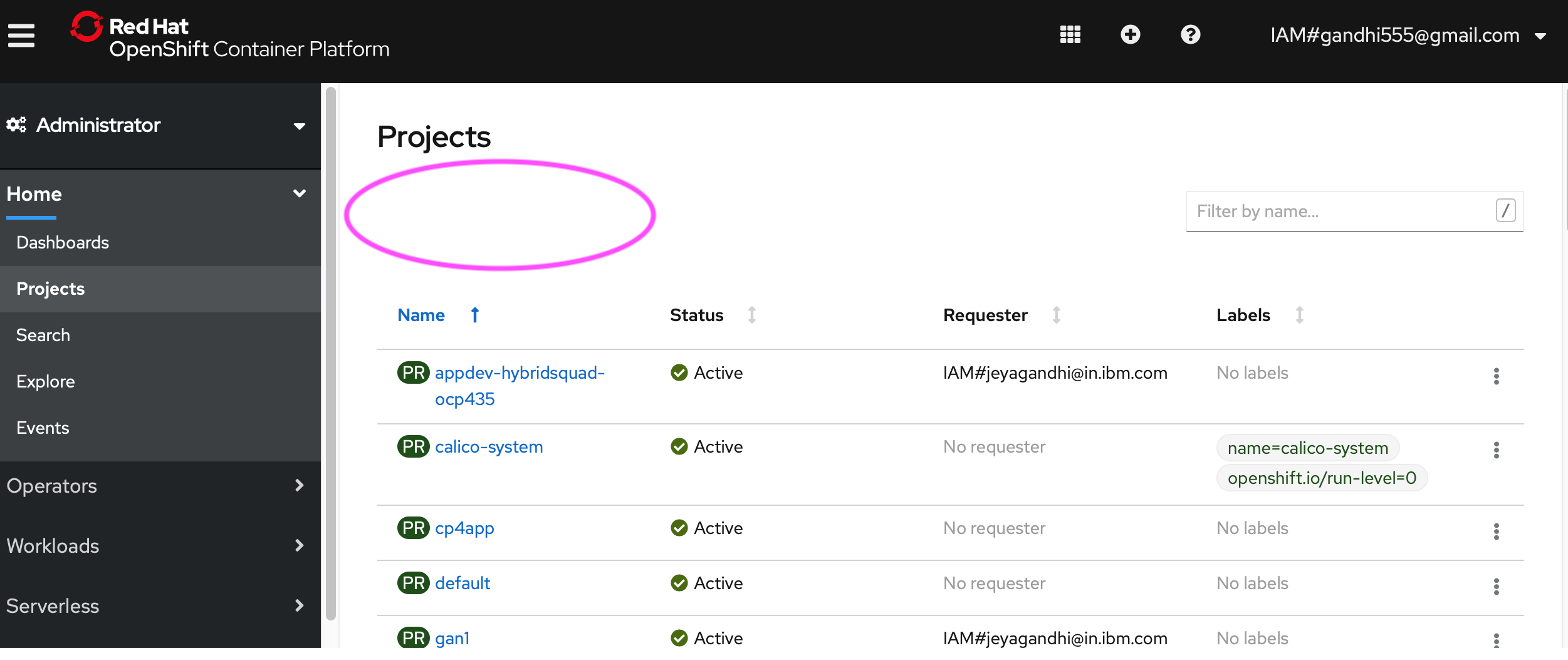 Red Hat
OpenShift Container Platform
IAM#gandhi555@gmail.com
Administrator
Home
Dashboards
Projects
Search
Explore
Events
Operators
Workloads
Serverless
Projects
Filter by name...
/
Name Status Requester Labels
PR appdev-hybridsquad- Active IAM#jeyagandhi@in.ibm.com No labels
ocp435
PR calico-system Active No requester name=calico-system
openshift.io/run-level=0
PR cp4app Active No requester No labels
PR default Active No requester No labels
PR gan1 Active IAM#jeyagandhi@in.ibm.com No labels